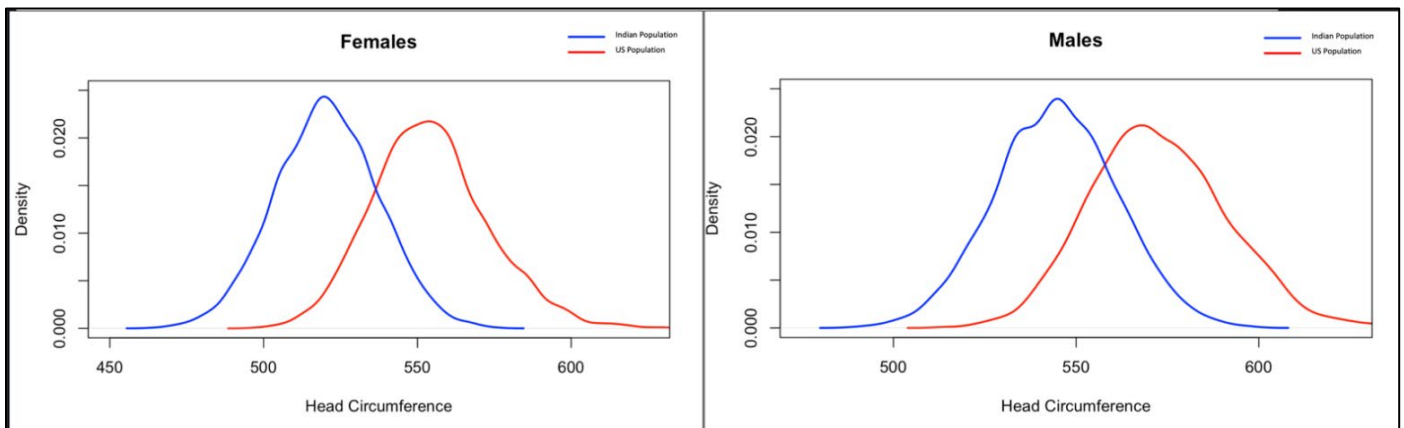 Females
Indian Population
US Population
Density
0.000
0.010
0.020
450
500
550
600
Head Circumference
Males
Indian Population
US Population
Density
0.000
0.010
0.020
500
550
600
Head Circumference